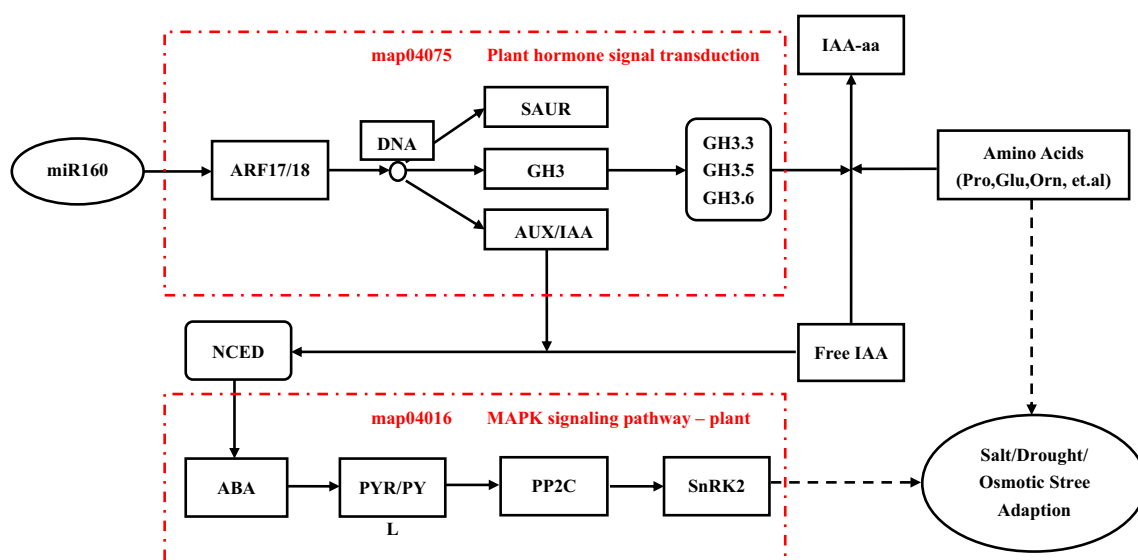 map04075 Plant hormone signal transduction
IAA-aa
SAUR
DNA
miR160
ARF17/18
GH3
GH3.3
GH3.5
GH3.6
Amino Acids
(Pro,Glu,Orn, et.al)
AUX/IAA
NCED
Free IAA
map04016 MAPK signaling pathway – plant
ABA
PYR/PY
L
PP2C
SnRK2
Salt/Drought/
Osmotic Stree
Adaption